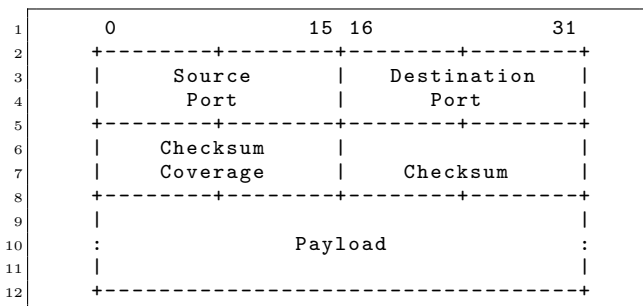 1 0 15 16 31
2 +--------+--------+--------+--------+
3 | Source | Destination |
4 | Port | Port |
5 +--------+--------+--------+--------+
6 | Checksum | |
7 | Coverage | Checksum |
8 +--------+--------+--------+--------+
9 | |
10 : Payload :
11 | |
12 +-----------------------------------+